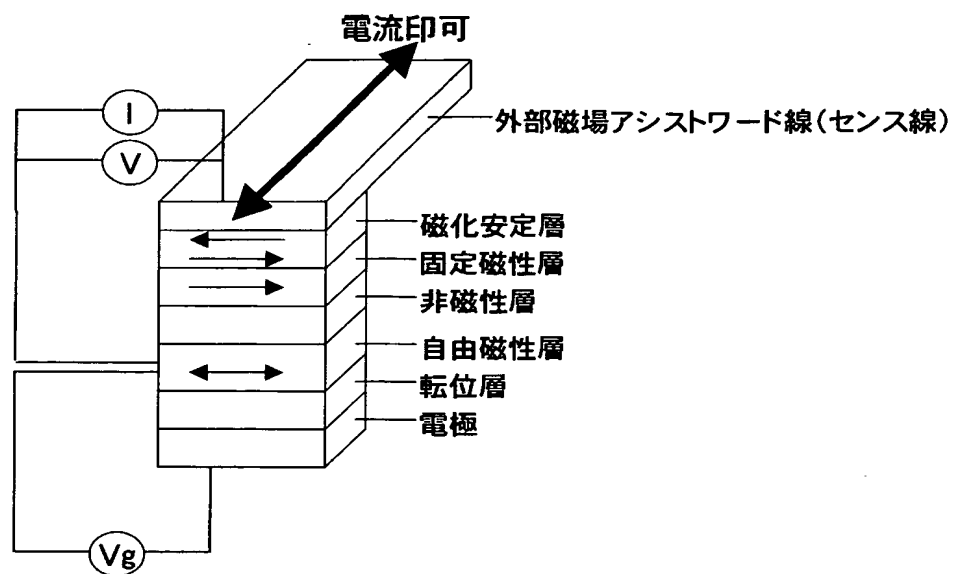 電流印可
I
外部磁場アシストワード線(センス線)
V
磁化安定層
固定磁性層
非磁性層
自由磁性層
転位層
電極
Vg